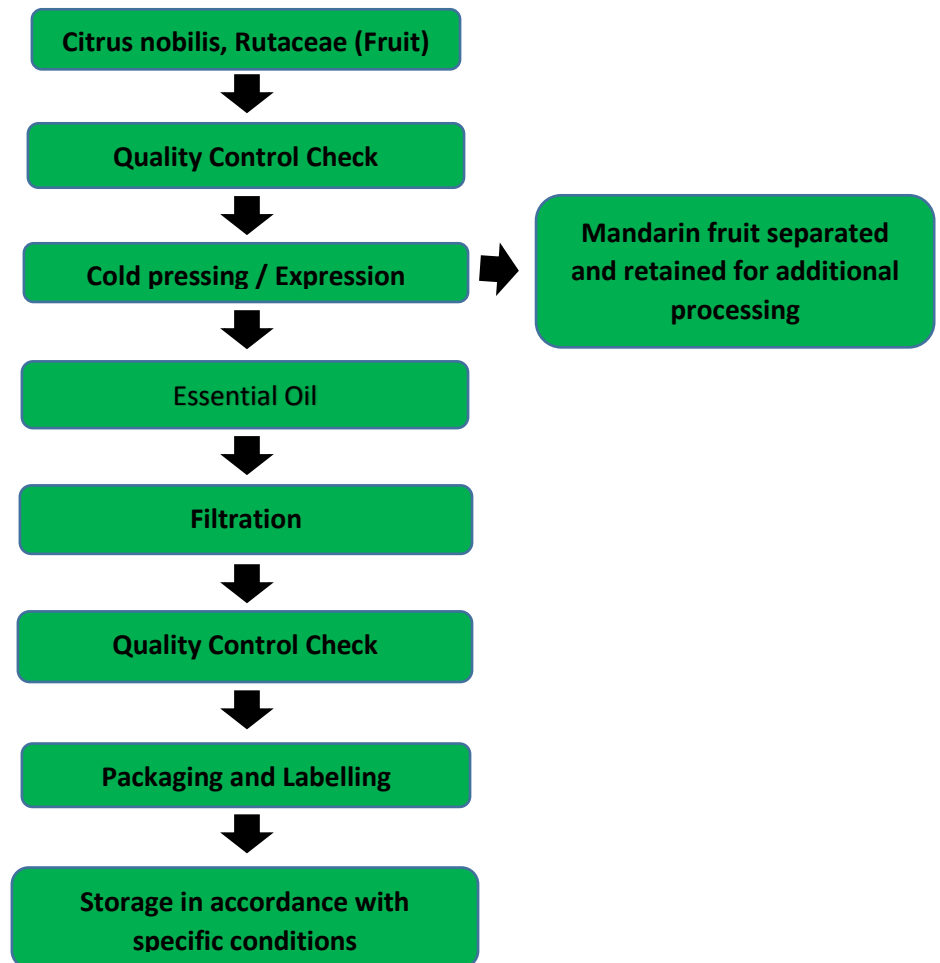 Citrus nobilis, Rutaceae (Fruit)
Quality Control Check
Cold pressing / Expression
Mandarin fruit separated
and retained for additional
processing
Essential Oil
Filtration
Quality Control Check
Packaging and Labelling
Storage in accordance with
specific conditions